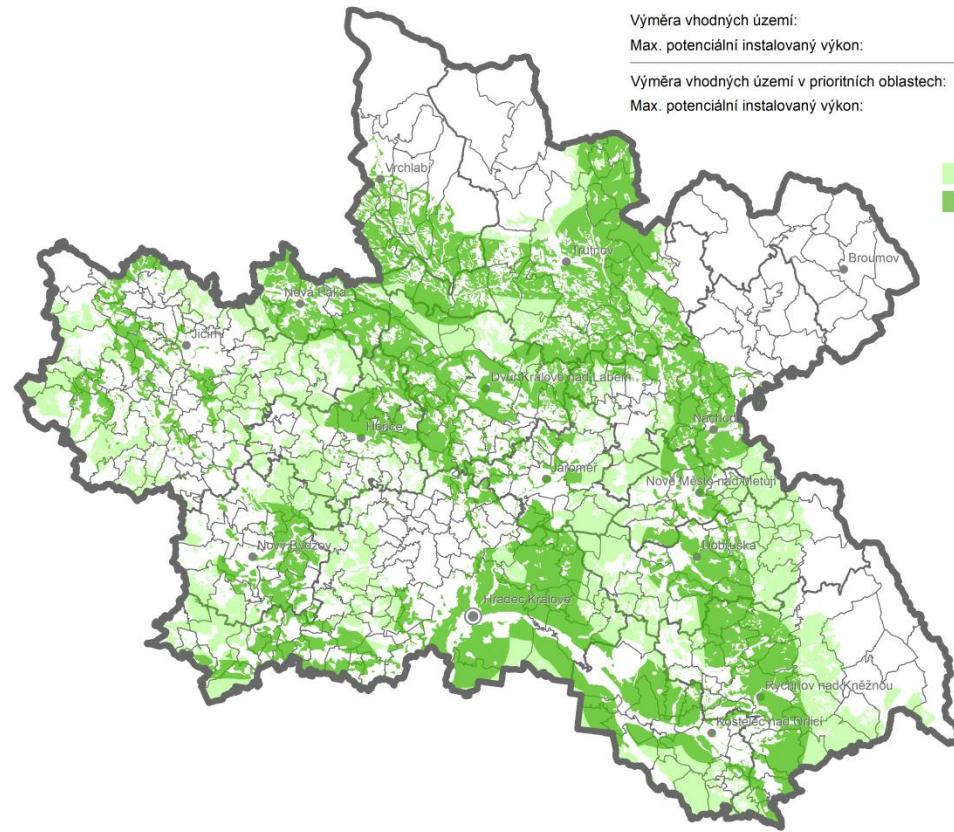 Výměra vhodných území:
Max. potenciální instalovaný výkon:
Výměra vhodných území v prioritních oblastech:
Max. potenciální instalovaný výkon:
Vrchlabí
Trutnov
Broumov
Nová Paka
Jičín
Dvůr Králové nad Labem
Náchod
Hořice
Jaroměř
Nové Město nad Metují
Nový Bydžov
Dobruška
Hradec Králové
Rychnov nad Kněžnou
Kostelec nad Orlicí